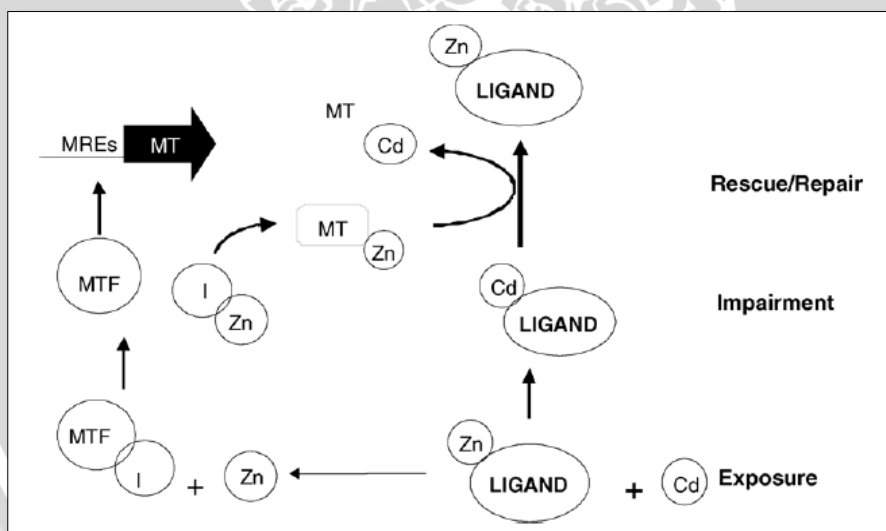 Zn
LIGAND
MT
MREs MT
Cd
Rescue/Repair
MT
Zn
MTF
I
Zn
Cd
LIGAND
Impairment
MTF
I
+
Zn
Zn
LIGAND
+
Cd
Exposure